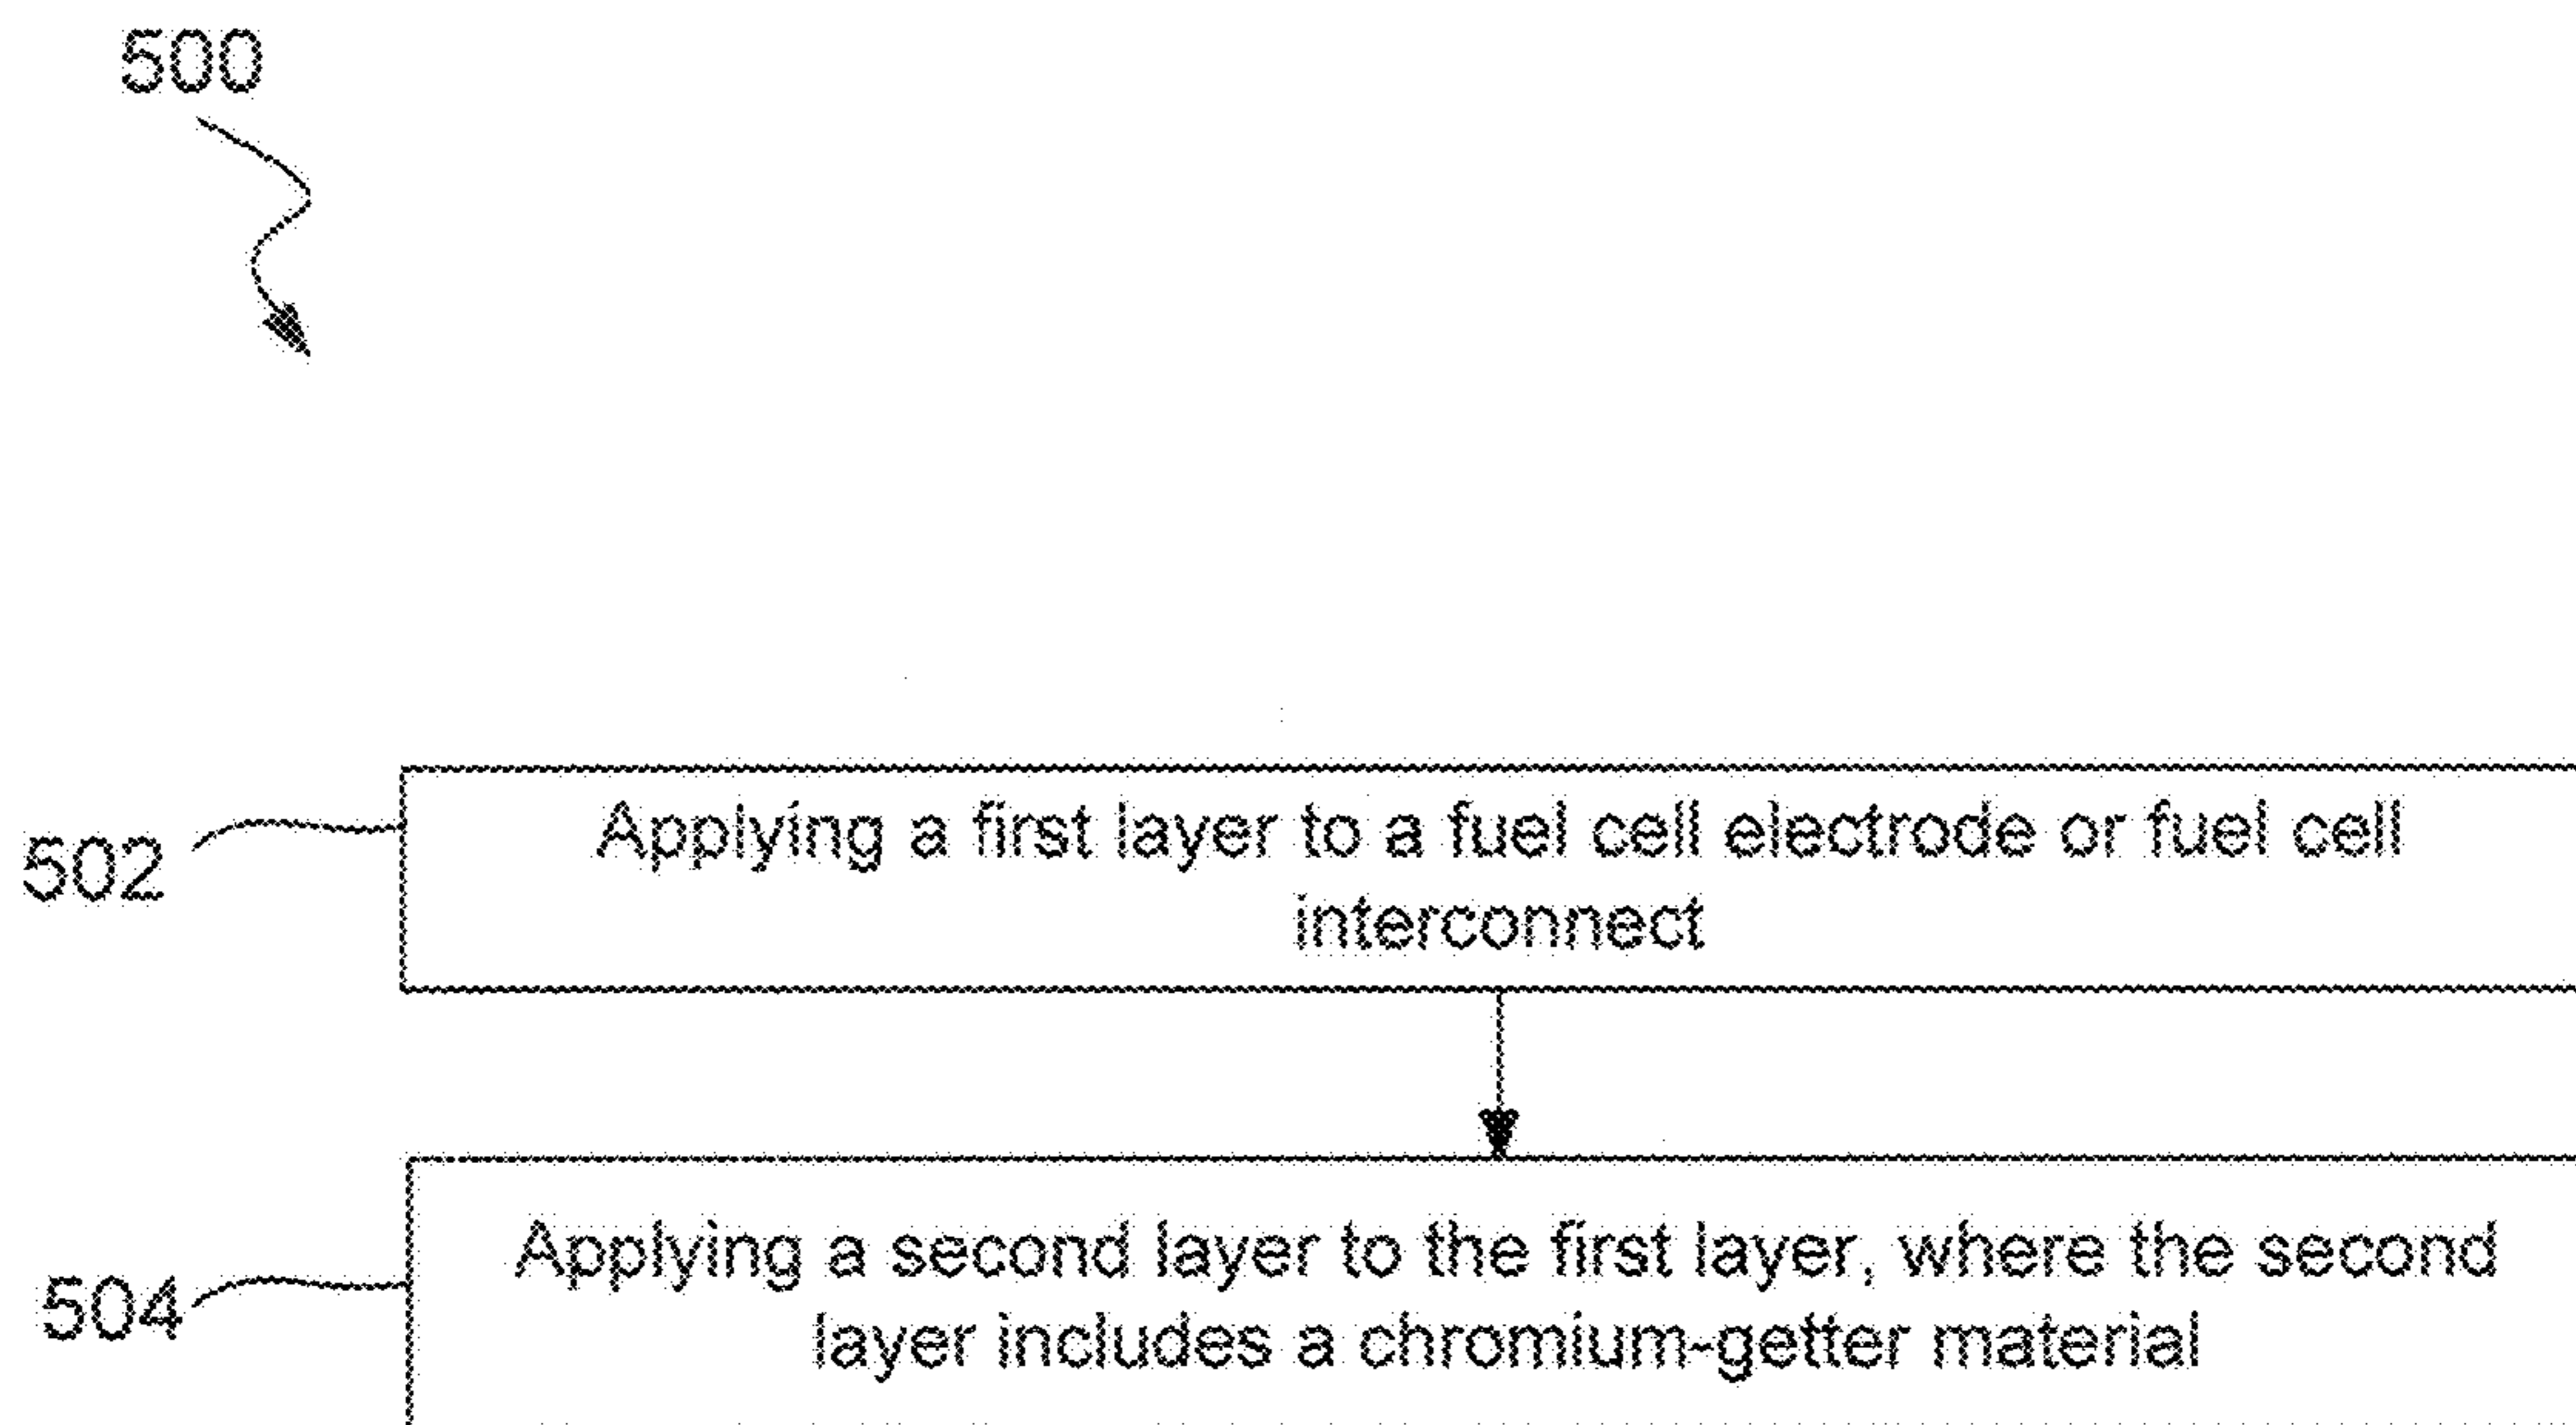 500
502
Applying a first layer to a fuel cell electrode or fuel cell
interconnect
504
Applying a second layer to the first layer, where the second
layer includes a chromium-getter material